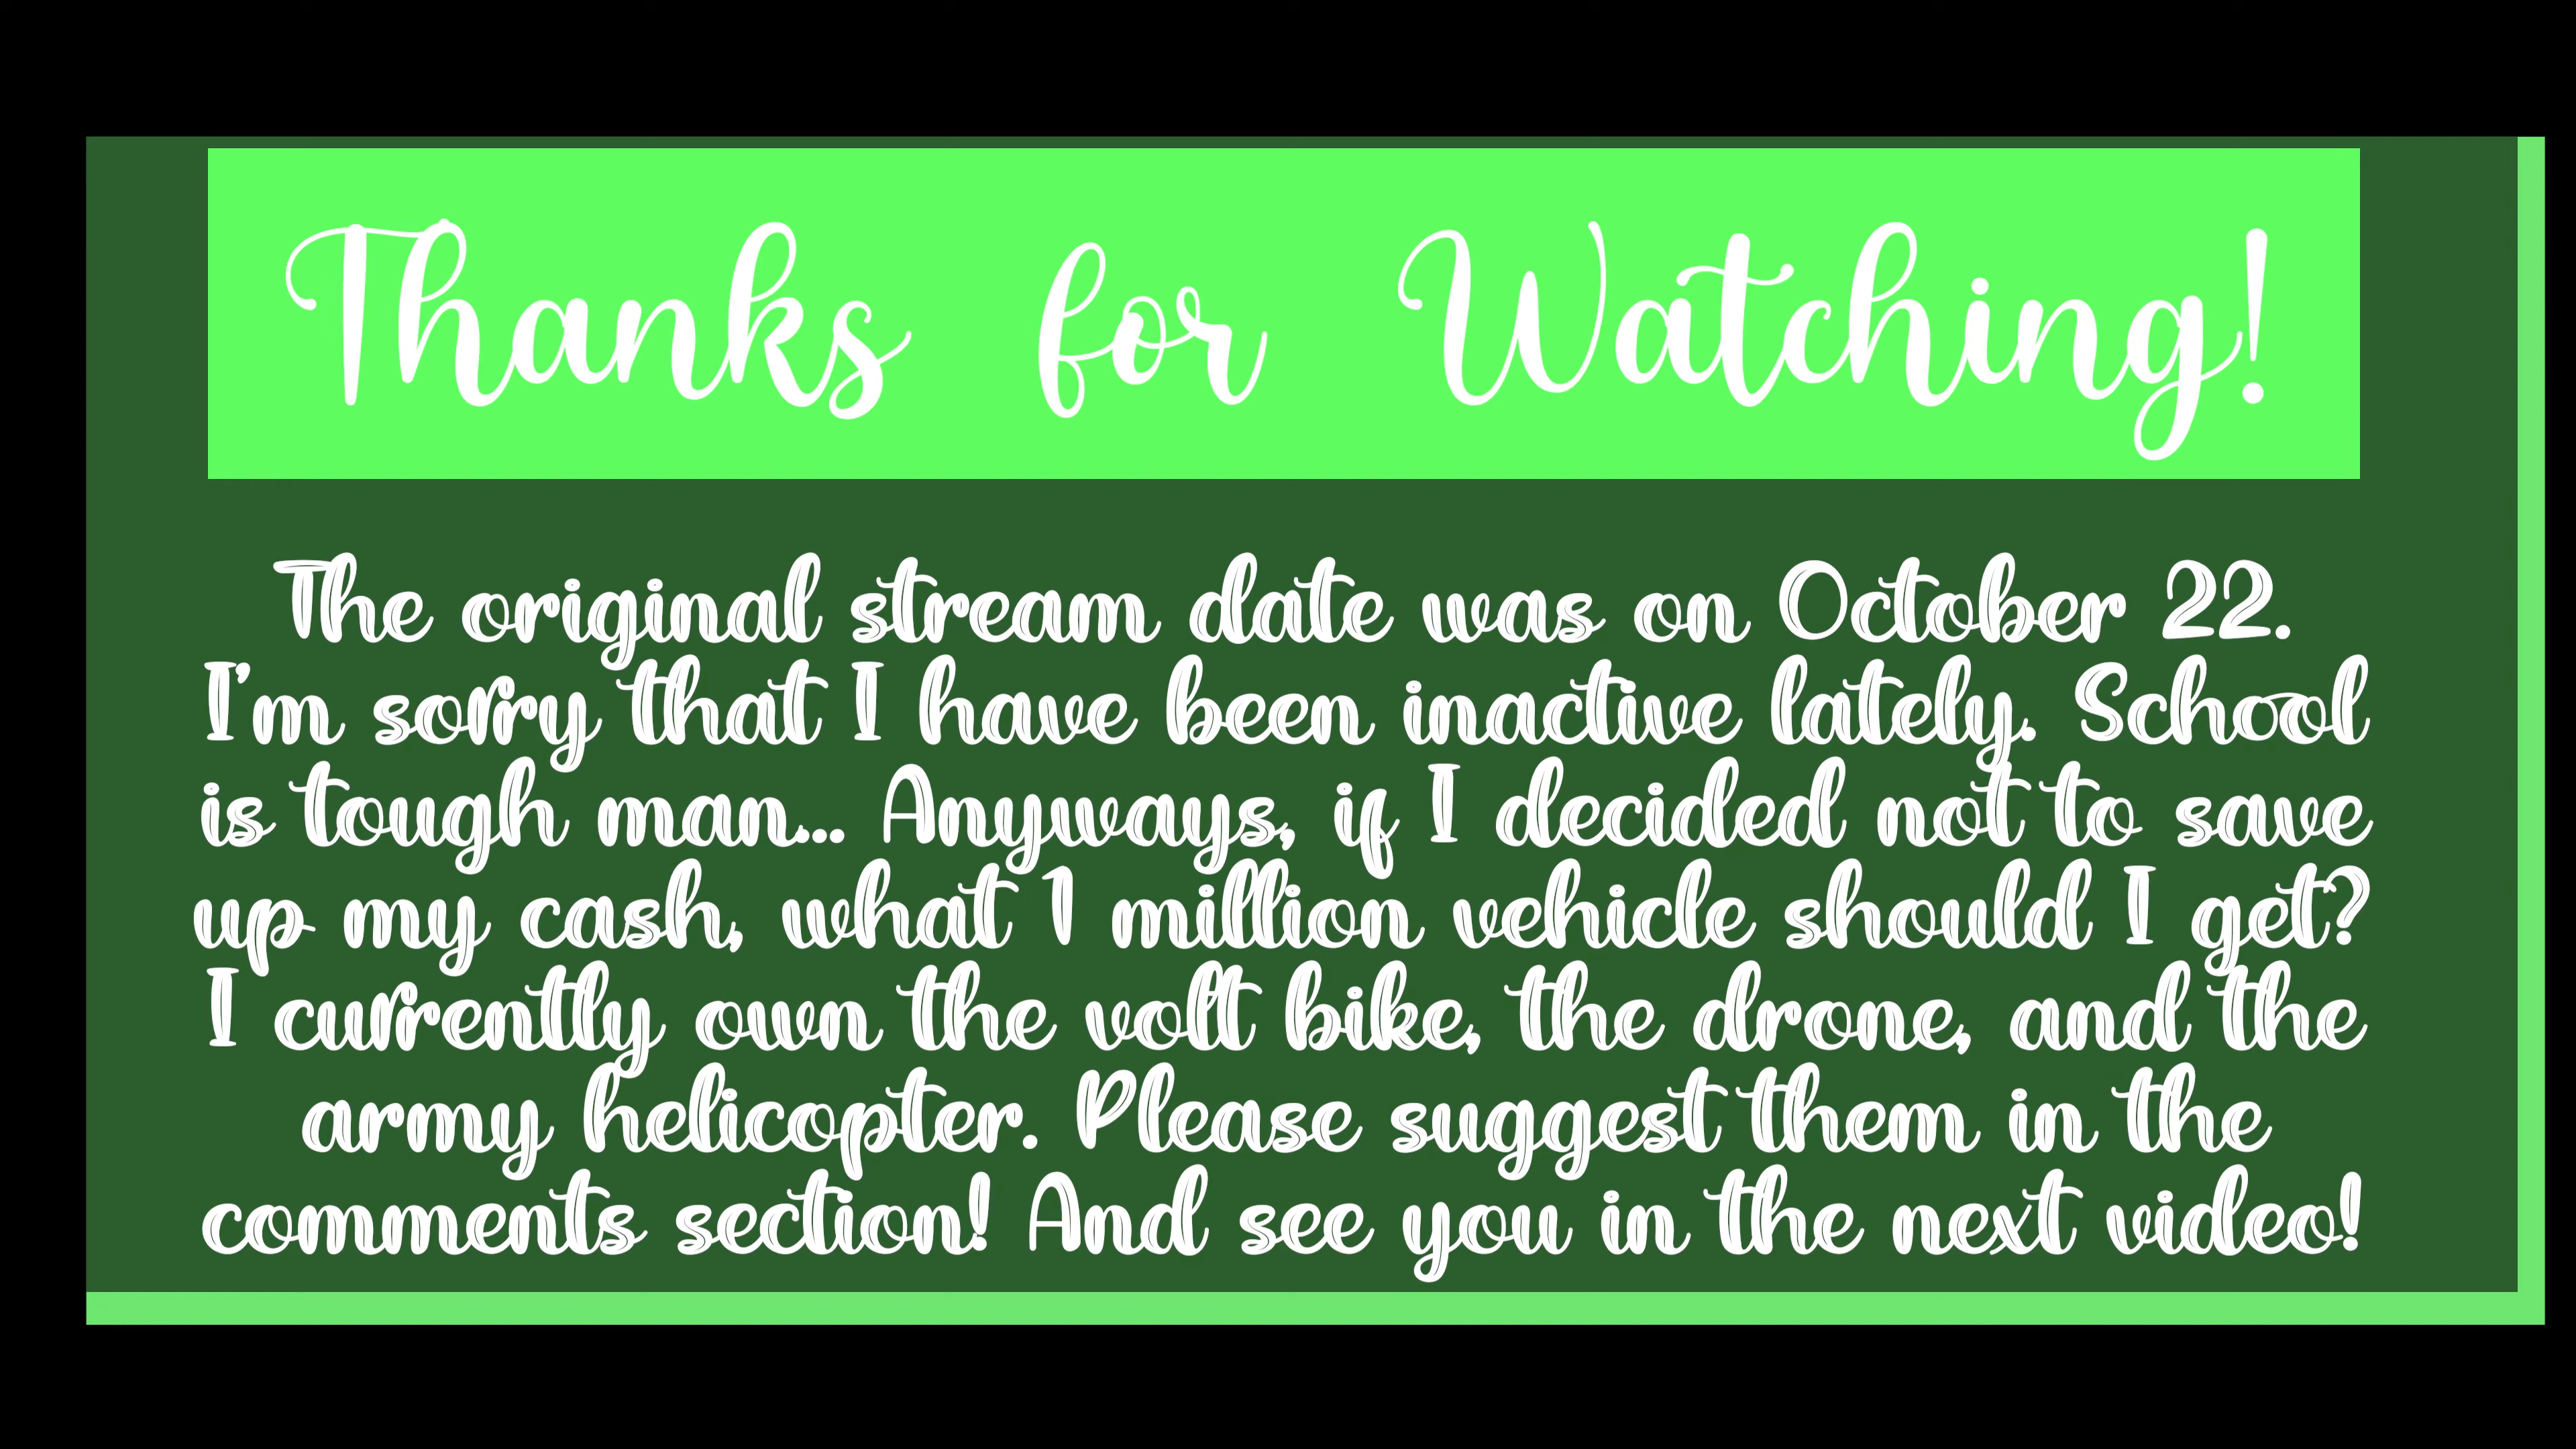 Thanks for Watching!
The original stream date was on October 22.
I'm sorry that I have been inactive lately. School
is tough man... Anyways, if I decided not to save
up my cash, what 1 million vehicle should I get?
I currently own the volt bike, the drone, and the
army helicopter. Please suggest them in the
comments section! And see you in the next video!